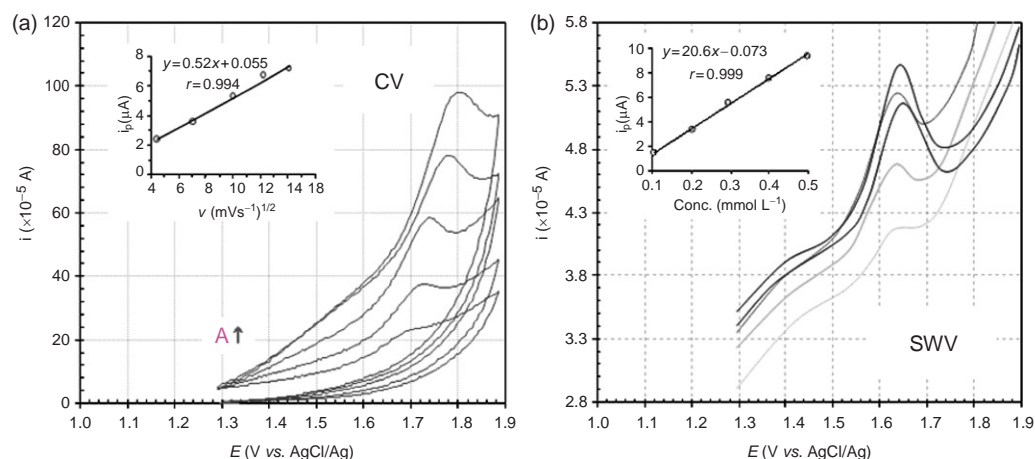 (a)
120
100
80
60
40
20
0
i (×10⁻⁵ A)
8
6
4
2
0
iₚ(μA)
y=0.52x+0.055
r=0.994
4 6 8 10 12 14 18
v (mVs⁻¹)¹/²
CV
A↑
1.0 1.1 1.2 1.3 1.4 1.5 1.6 1.7 1.8 1.9
E (V vs. AgCl/Ag)
(b)
5.8
5.3
4.8
4.3
3.8
3.3
2.8
i (×10⁻⁵ A)
10
8
6
4
2
0
iₚ(μA)
y=20.6x−0.073
r=0.999
0.1 0.2 0.3 0.4 0.5
Conc. (mmol L⁻¹)
SWV
1.0 1.1 1.2 1.3 1.4 1.5 1.6 1.7 1.8 1.9
E (V vs. AgCl/Ag)